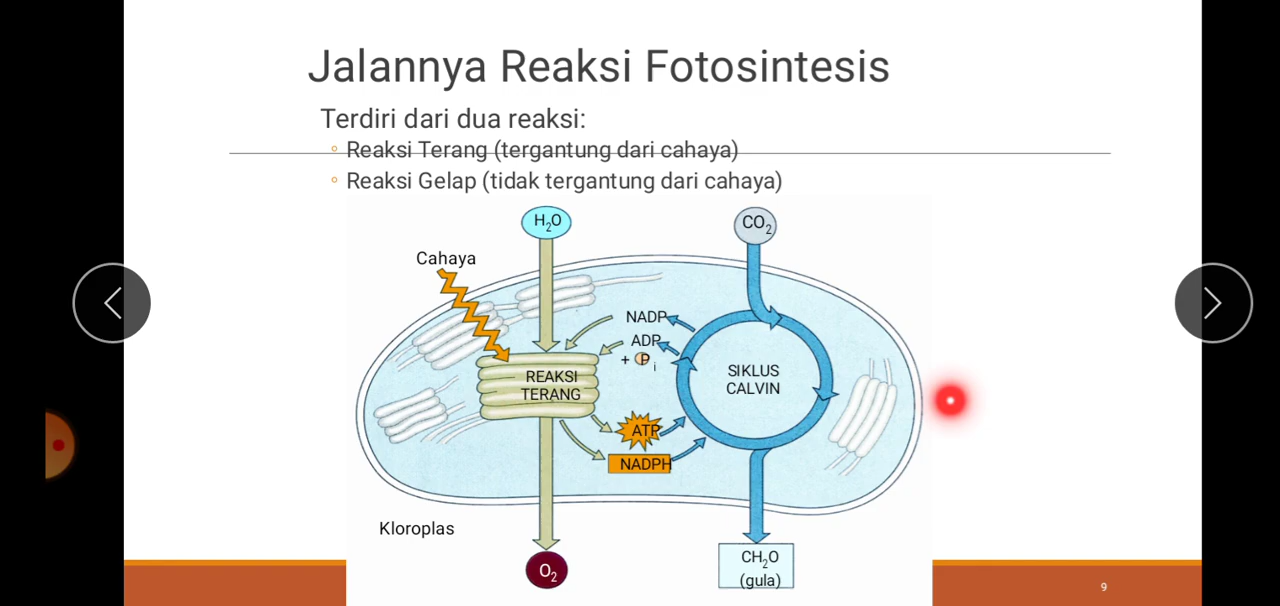 Jalannya Reaksi Fotosintesis
Terdiri dari dua reaksi:
Reaksi Terang (tergantung dari cahaya)
Reaksi Gelap (tidak tergantung dari cahaya)
H₂O
CO₂
Cahaya
NADP
ADP
+ P i
REAKSI
TERANG
SIKLUS
CALVIN
ATP
NADPH
Kloroplas
O₂
CH₂O
(gula)
9